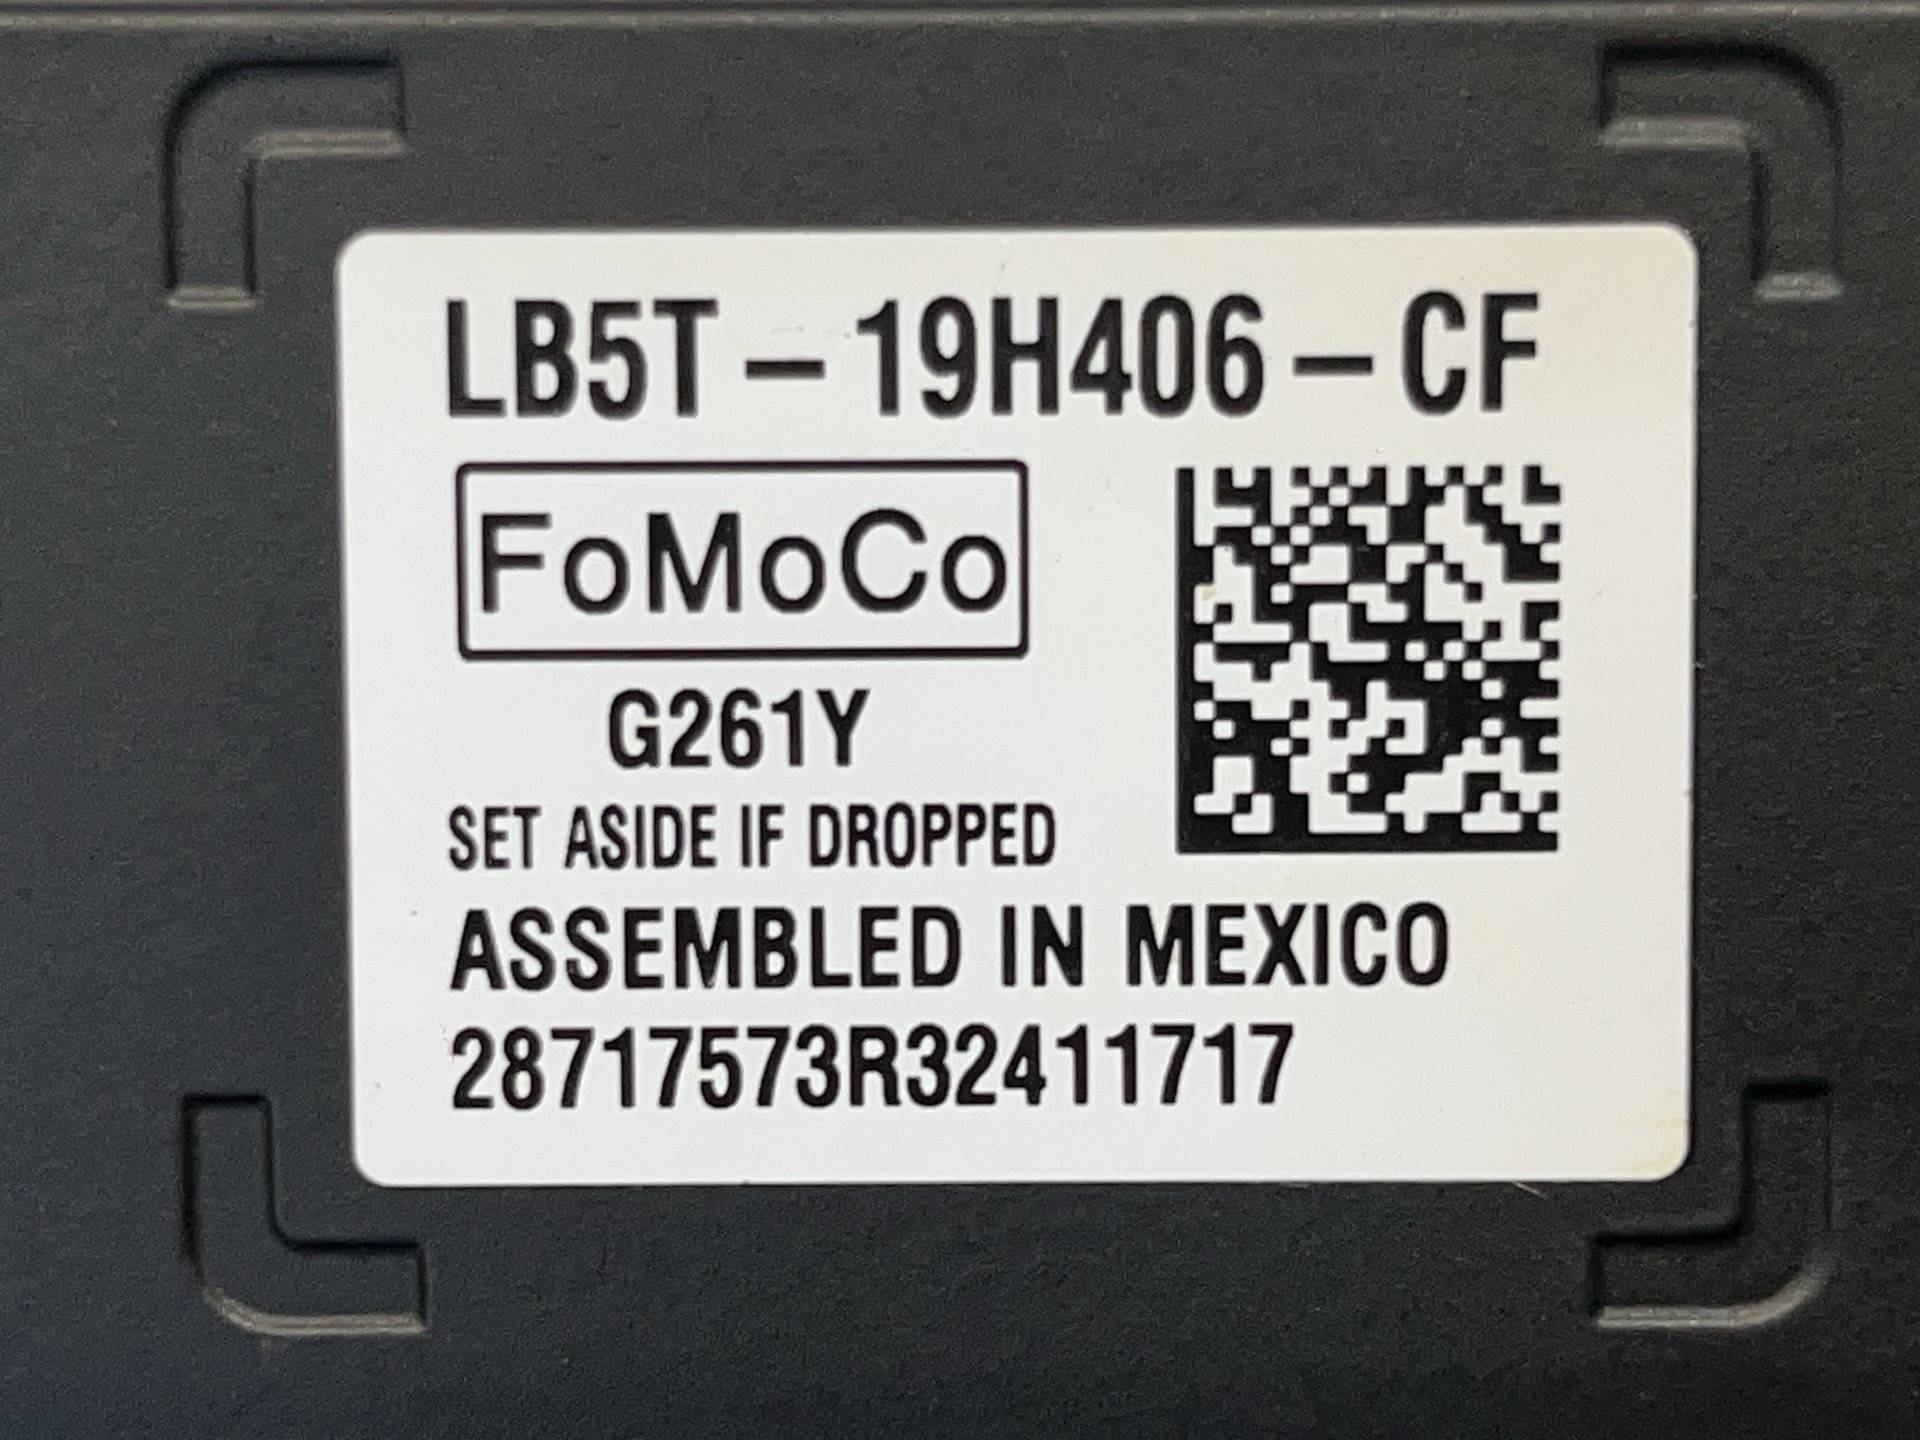 LB5T-19H406-CF
FoMoCo
G261Y
SET ASIDE IF DROPPED
ASSEMBLED IN MEXICO
28717573R32411717